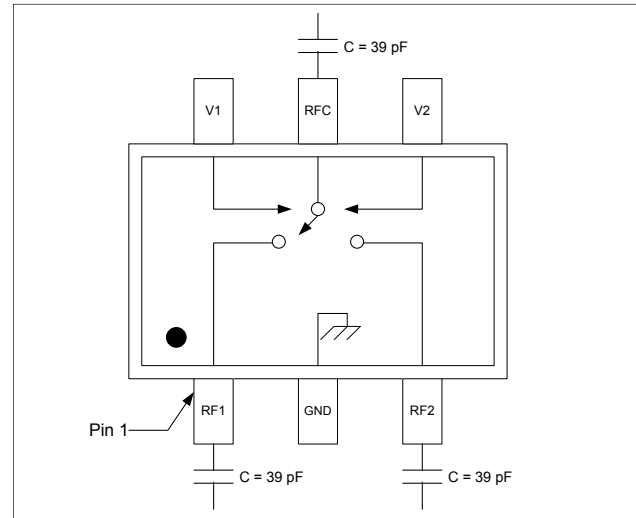 C = 39 pF
V1
RFC
V2
RF1
GND
RF2
Pin 1
C = 39 pF
C = 39 pF